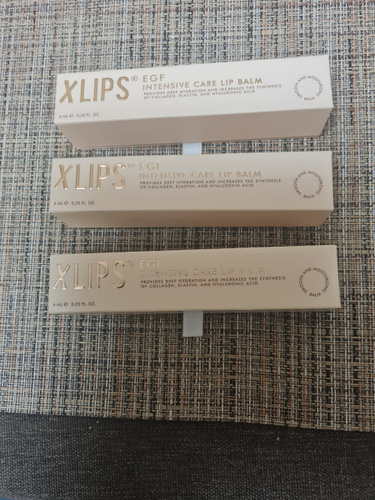 XLIPS® EGF
INTENSIVE CARE LIP BALM
PROVIDES DEEP HYDRATION AND INCREASES THE SYNTHESIS
OF COLLAGEN, ELASTIN, AND HYALURONIC ACID
6 ML ℮ 0,20 FL. OZ.
BALM
XLIPS® EGF
INTENSIVE CARE LIP BALM
PROVIDES DEEP HYDRATION AND INCREASES THE SYNTHESIS
OF COLLAGEN, ELASTIN, AND HYALURONIC ACID
6 ML ℮ 0,20 FL. OZ.
BALM
XLIPS® EGF
INTENSIVE CARE LIP BALM
PROVIDES DEEP HYDRATION AND INCREASES THE SYNTHESIS
OF COLLAGEN, ELASTIN, AND HYALURONIC ACID
6 ML ℮ 0,20 FL. OZ.
BALM